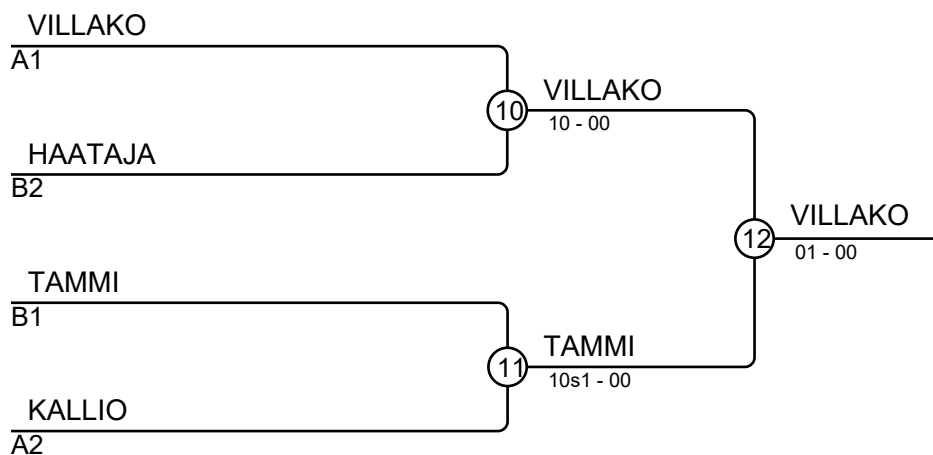 VILLAKO
A1
10
VILLAKO
10 - 00
HAATAJA
B2
12
VILLAKO
01 - 00
TAMMI
B1
11
TAMMI
10s1 - 00
KALLIO
A2